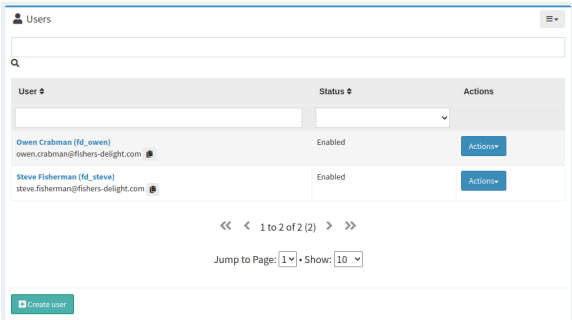 Users
User Status Actions
Owen Crabman (fd_owen) Enabled Actions
owen.crabman@fishers-delight.com
Steve Fisherman (fd_steve) Enabled Actions
steve.fisherman@fishers-delight.com
1 to 2 of 2 (2)
Jump to Page: 1 • Show: 10
Create user